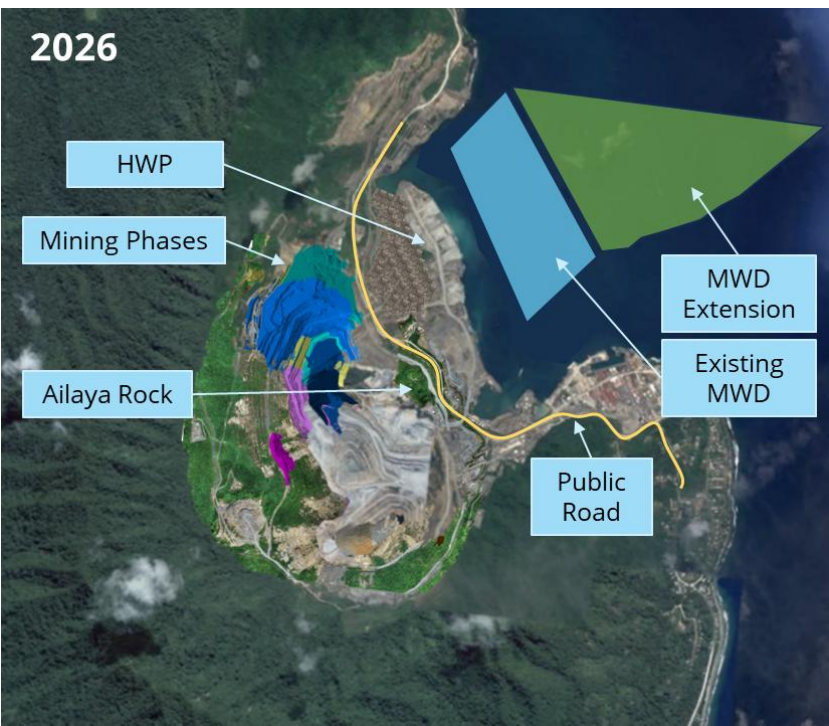 2026
HWP
Mining Phases
MWD
Extension
Existing
MWD
Ailaya Rock
Public
Road